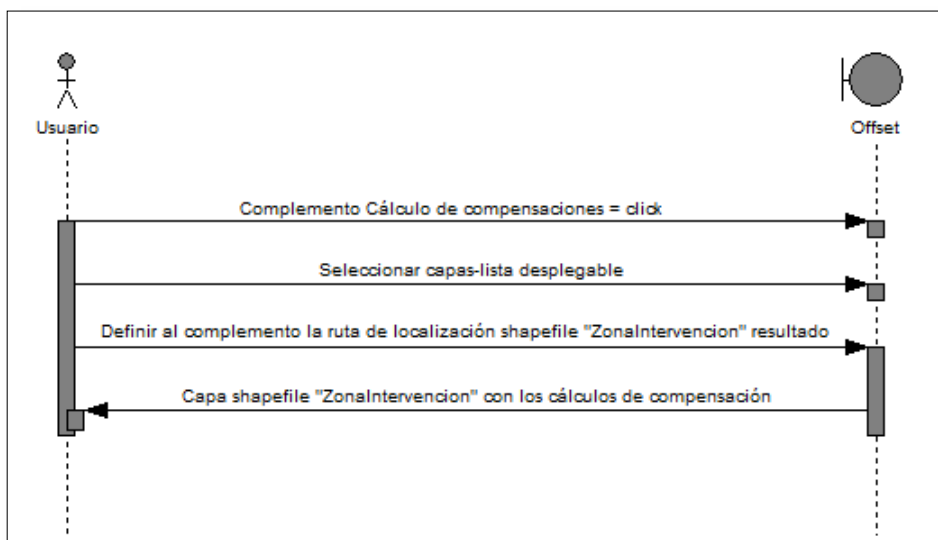 Usuario
Offset
Complemento Cálculo de compensaciones = click
Seleccionar capas-lista desplegable
Definir al complemento la ruta de localización shapefile "ZonaIntervencion" resultado
Capa shapefile "ZonaIntervencion" con los cálculos de compensación